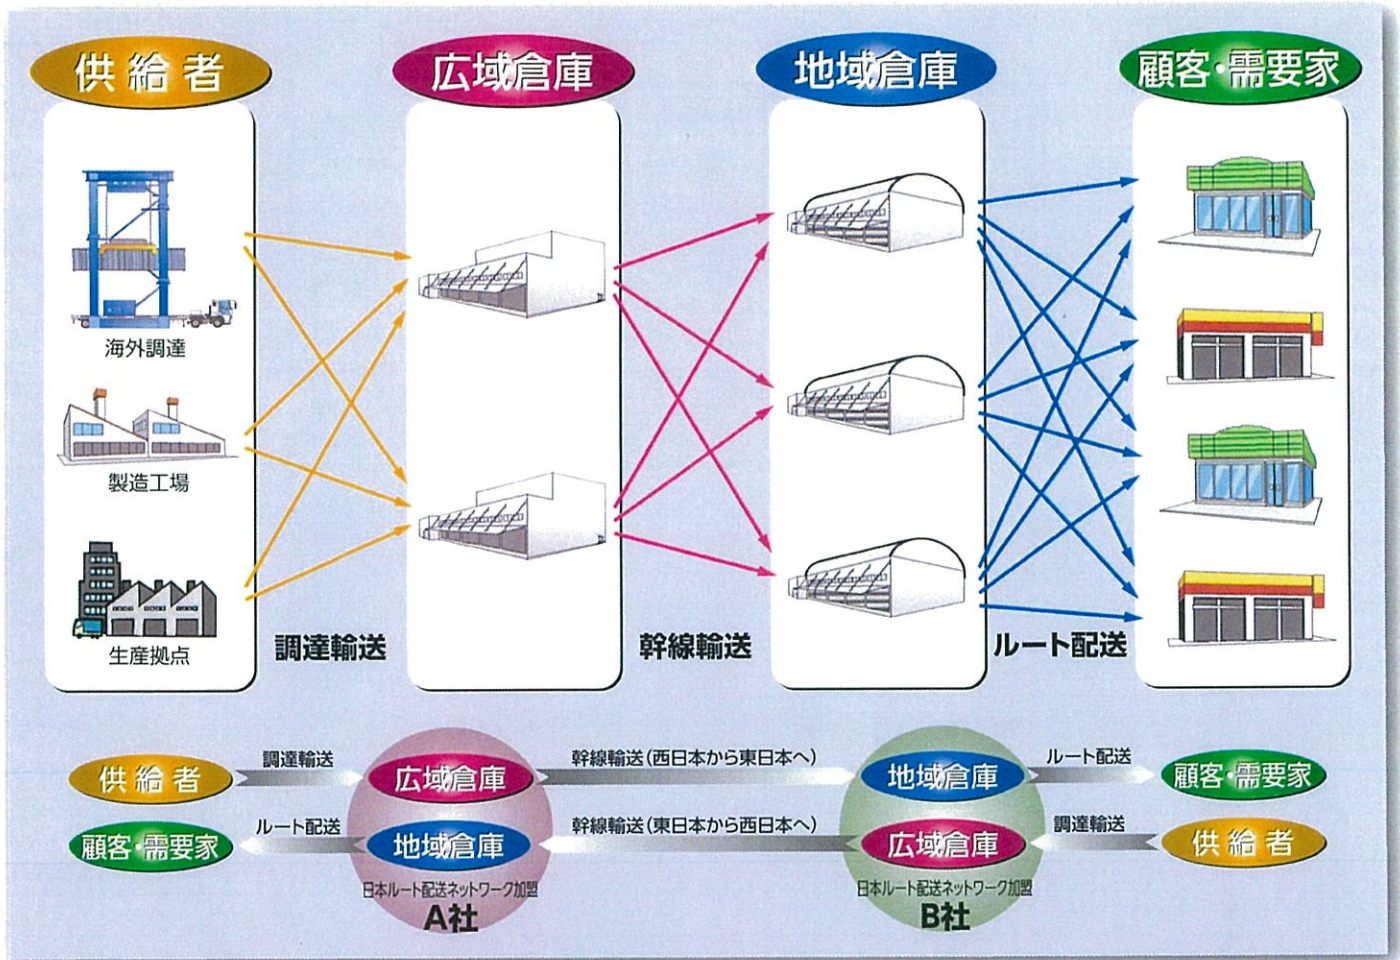 供給者
広域倉庫
地域倉庫
顧客・需要家
海外調達
製造工場
生産拠点
調達輸送
幹線輸送
ルート配送
供給者
調達輸送
広域倉庫
幹線輸送(西日本から東日本へ)
地域倉庫
ルート配送
顧客・需要家
顧客・需要家
ルート配送
地域倉庫
幹線輸送(東日本から西日本へ)
広域倉庫
調達輸送
供給者
日本ルート配送ネットワーク加盟
A社
日本ルート配送ネットワーク加盟
B社